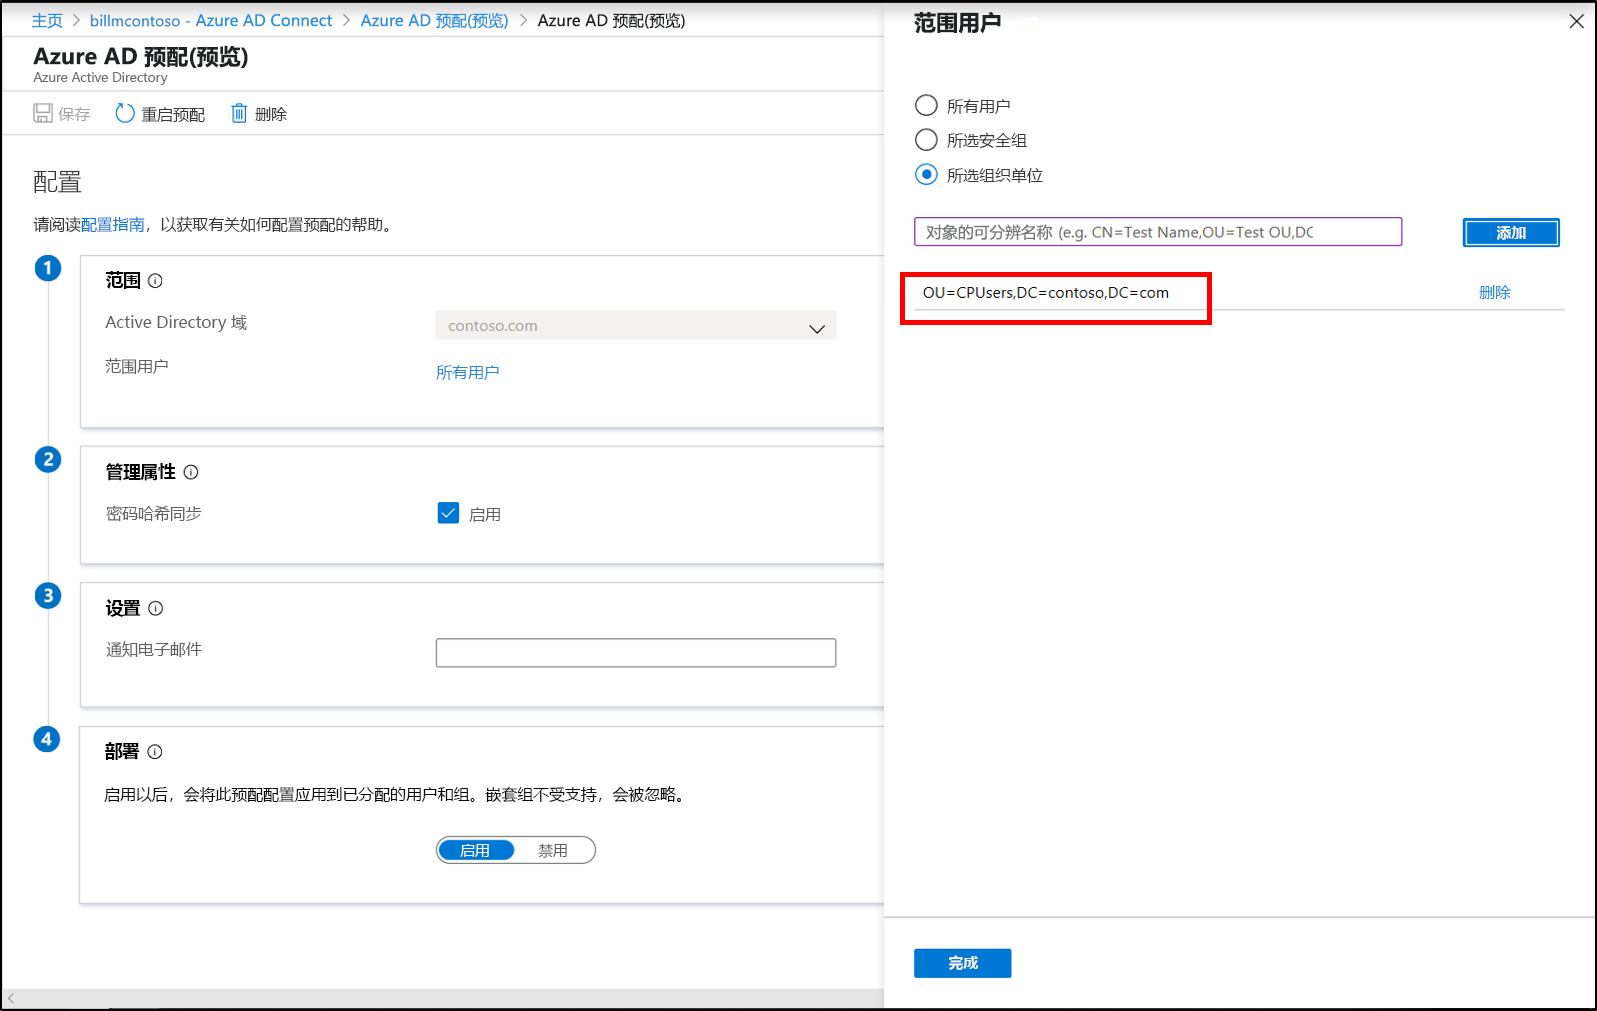 主页 > billmcontoso - Azure AD Connect > Azure AD 预配(预览) > Azure AD 预配(预览)
Azure AD 预配(预览)
Azure Active Directory
保存 重启预配 删除
配置
请阅读配置指南，以获取有关如何配置预配的帮助。
1
范围
Active Directory 域 contoso.com
范围用户 所有用户
2
管理属性
密码哈希同步 启用
3
设置
通知电子邮件
4
部署
启用以后，会将此预配配置应用到已分配的用户和组。嵌套组不受支持，会被忽略。
启用 禁用
范围用户
所有用户
所选安全组
所选组织单位
对象的可分辨名称 (e.g. CN=Test Name,OU=Test OU,DC 添加
OU=CPUsers,DC=contoso,DC=com 删除
完成